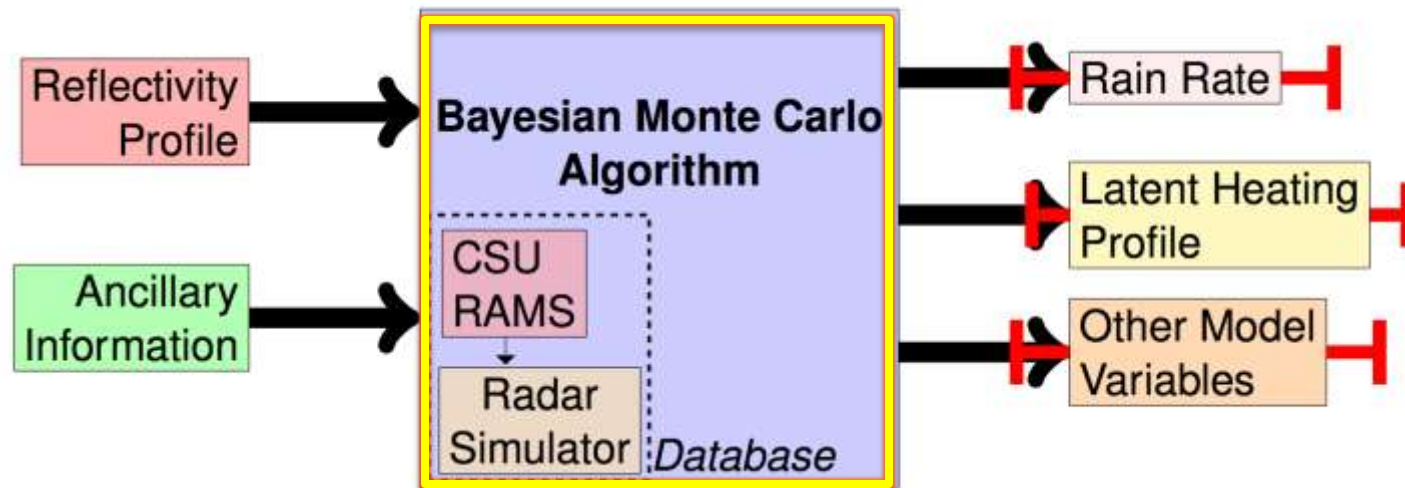 Reflectivity
Profile
Ancillary
Information
Bayesian Monte Carlo
Algorithm
CSU
RAMS
Radar
Simulator
Database
Rain Rate
Latent Heating
Profile
Other Model
Variables